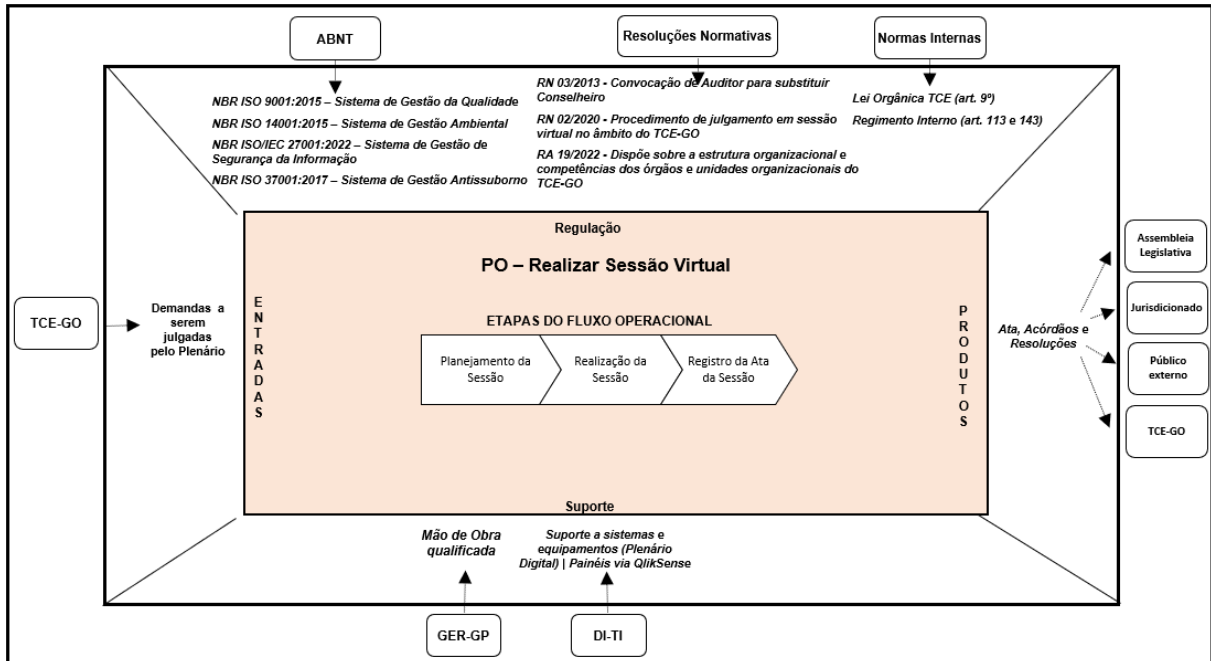 ABNT
Resoluções Normativas
Normas Internas
NBR ISO 9001:2015 – Sistema de Gestão da Qualidade
NBR ISO 14001:2015 – Sistema de Gestão Ambiental
NBR ISO/IEC 27001:2022 – Sistema de Gestão de
Segurança da Informação
NBR ISO 37001:2017 – Sistema de Gestão Antissuborno
RN 03/2013 - Convocação de Auditor para substituir
Conselheiro
RN 02/2020 - Procedimento de julgamento em sessão
virtual no âmbito do TCE-GO
RA 19/2022 - Dispõe sobre a estrutura organizacional e
competências dos órgãos e unidades organizacionais do
TCE-GO
Lei Orgânica TCE (art. 9º)
Regimento Interno (art. 113 e 143)
TCE-GO
Demandas a
serem
julgadas
pelo Plenário
ENTRADAS
Regulação
PO – Realizar Sessão Virtual
ETAPAS DO FLUXO OPERACIONAL
Planejamento da
Sessão
Realização da
Sessão
Registro da Ata
da Sessão
Suporte
PRODUTOS
Ata, Acórdãos e
Resoluções
Assembleia
Legislativa
Jurisdicionado
Público
externo
TCE-GO
Mão de Obra
qualificada
Suporte a sistemas e
equipamentos (Plenário
Digital) | Painéis via QlikSense
GER-GP
DI-TI